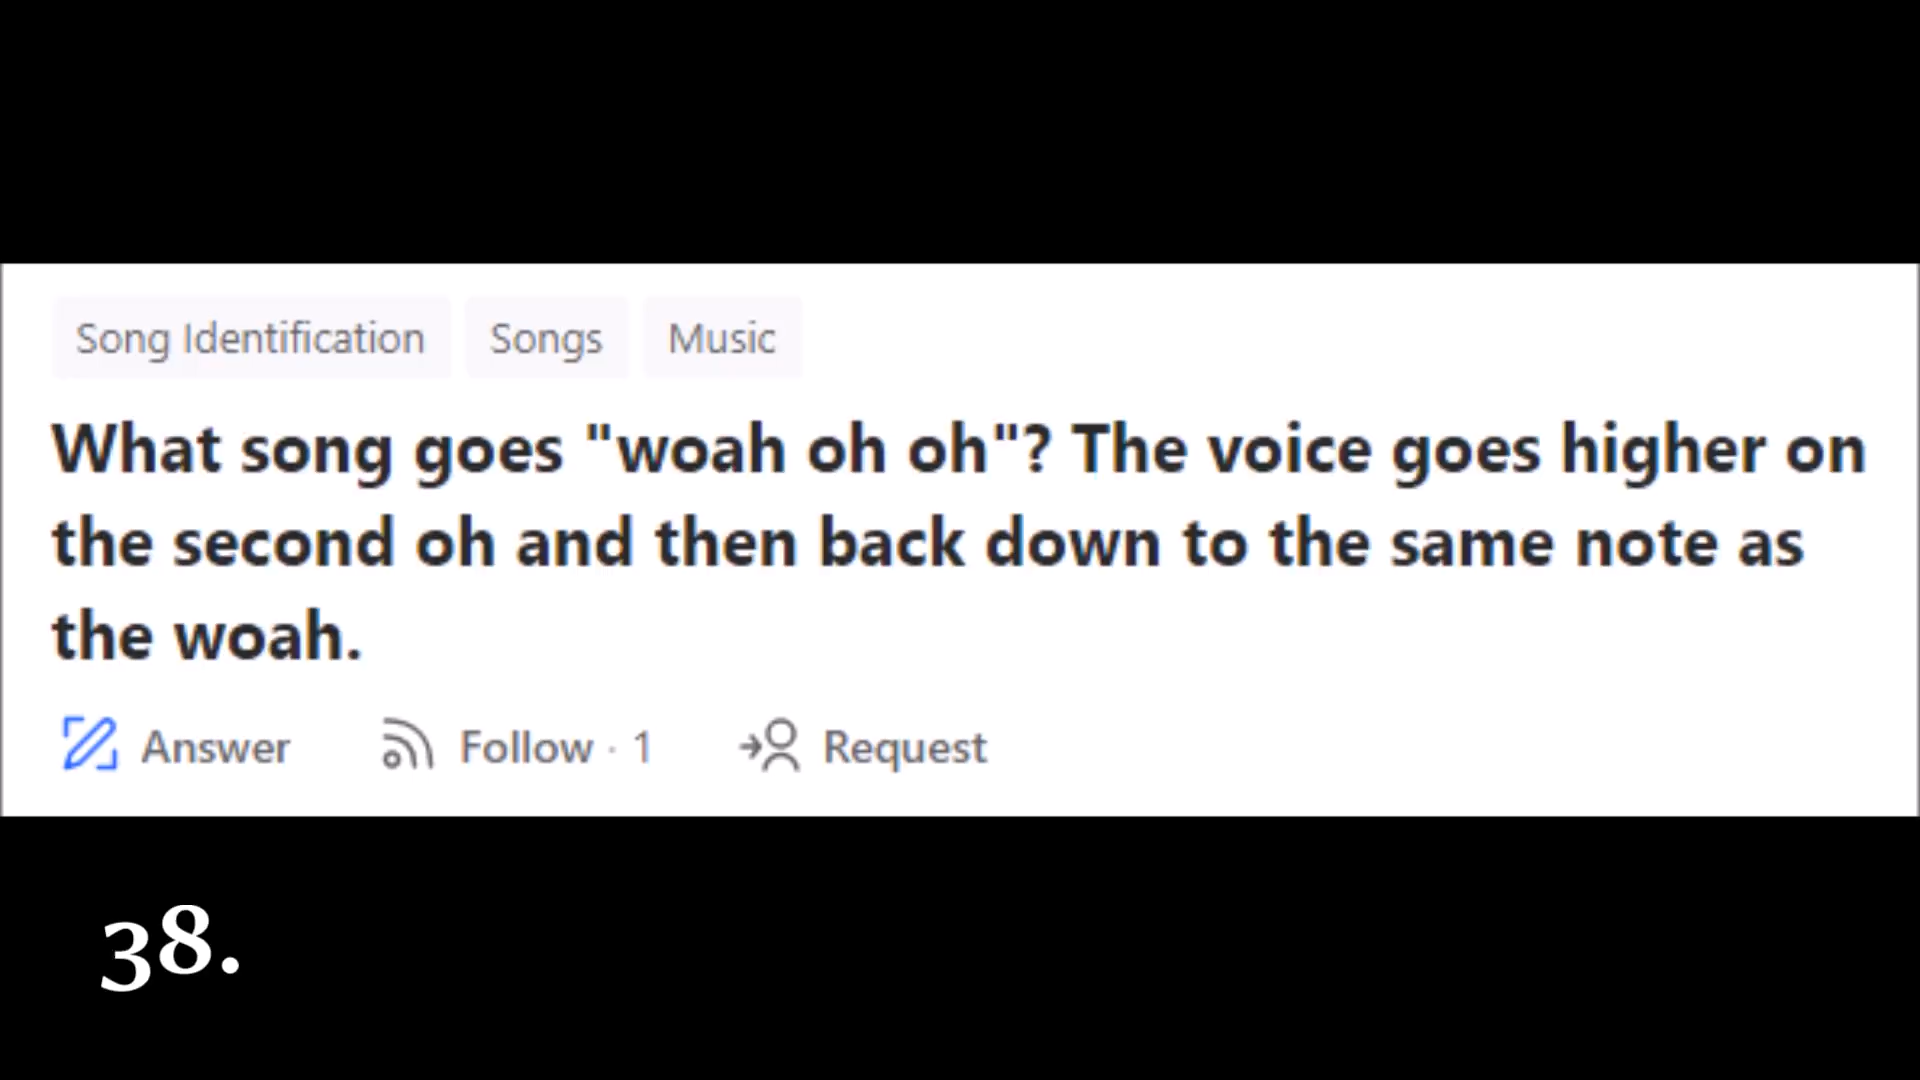 Song Identification Songs Music
What song goes "woah oh oh"? The voice goes higher on
the second oh and then back down to the same note as
the woah.
Answer Follow · 1 Request
38.